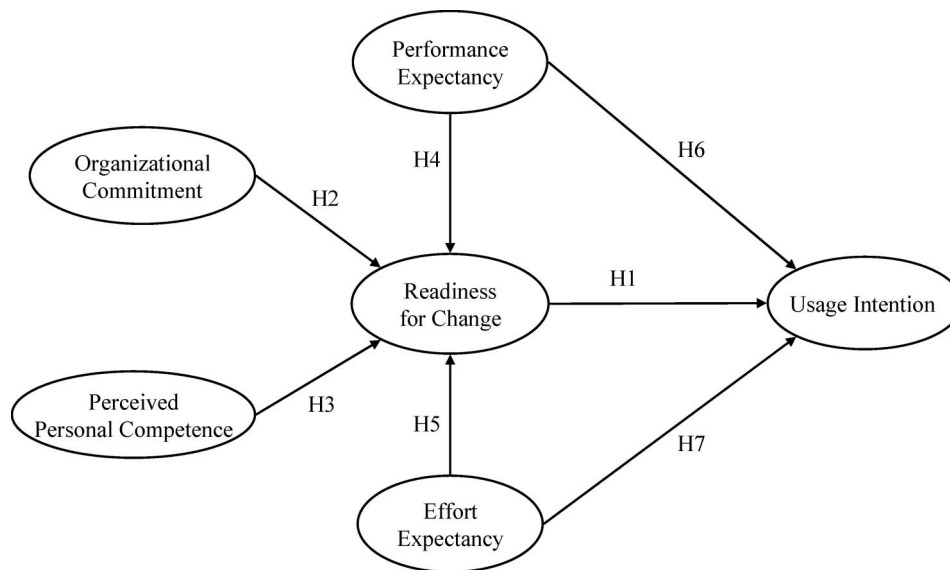 Performance
Expectancy
H6
H4
Organizational
Commitment
H2
Readiness
for Change
H1
Usage Intention
Perceived
Personal Competence
H3
H5
H7
Effort
Expectancy